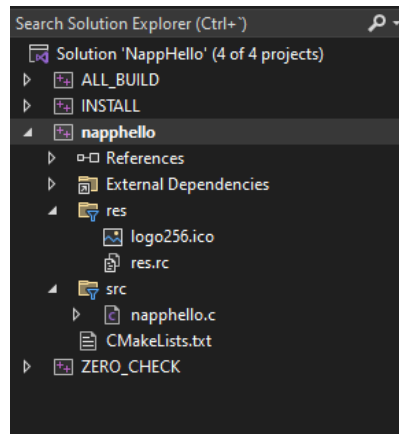 Search Solution Explorer (Ctrl+¨)
Solution 'NappHello' (4 of 4 projects)
ALL_BUILD
INSTALL
napphello
References
External Dependencies
res
logo256.ico
res.rc
src
napphello.c
CMakeLists.txt
ZERO_CHECK